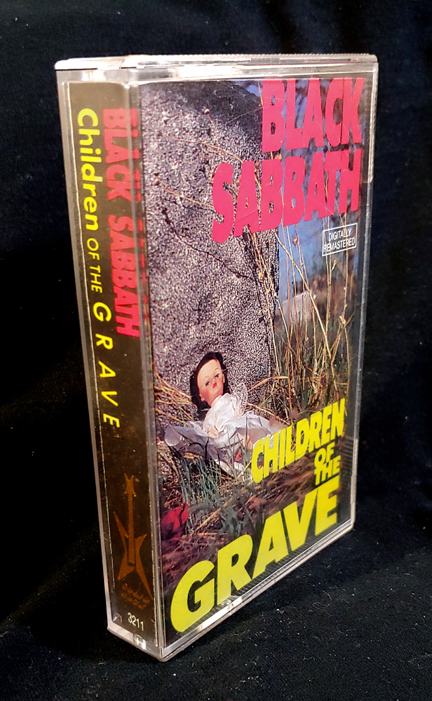 BLACK SABBATH
Children OF THE GRAVE
3211
BLACK
SABBATH
DIGITALLY
REMASTERED
CHILDREN
OF
THE
GRAVE